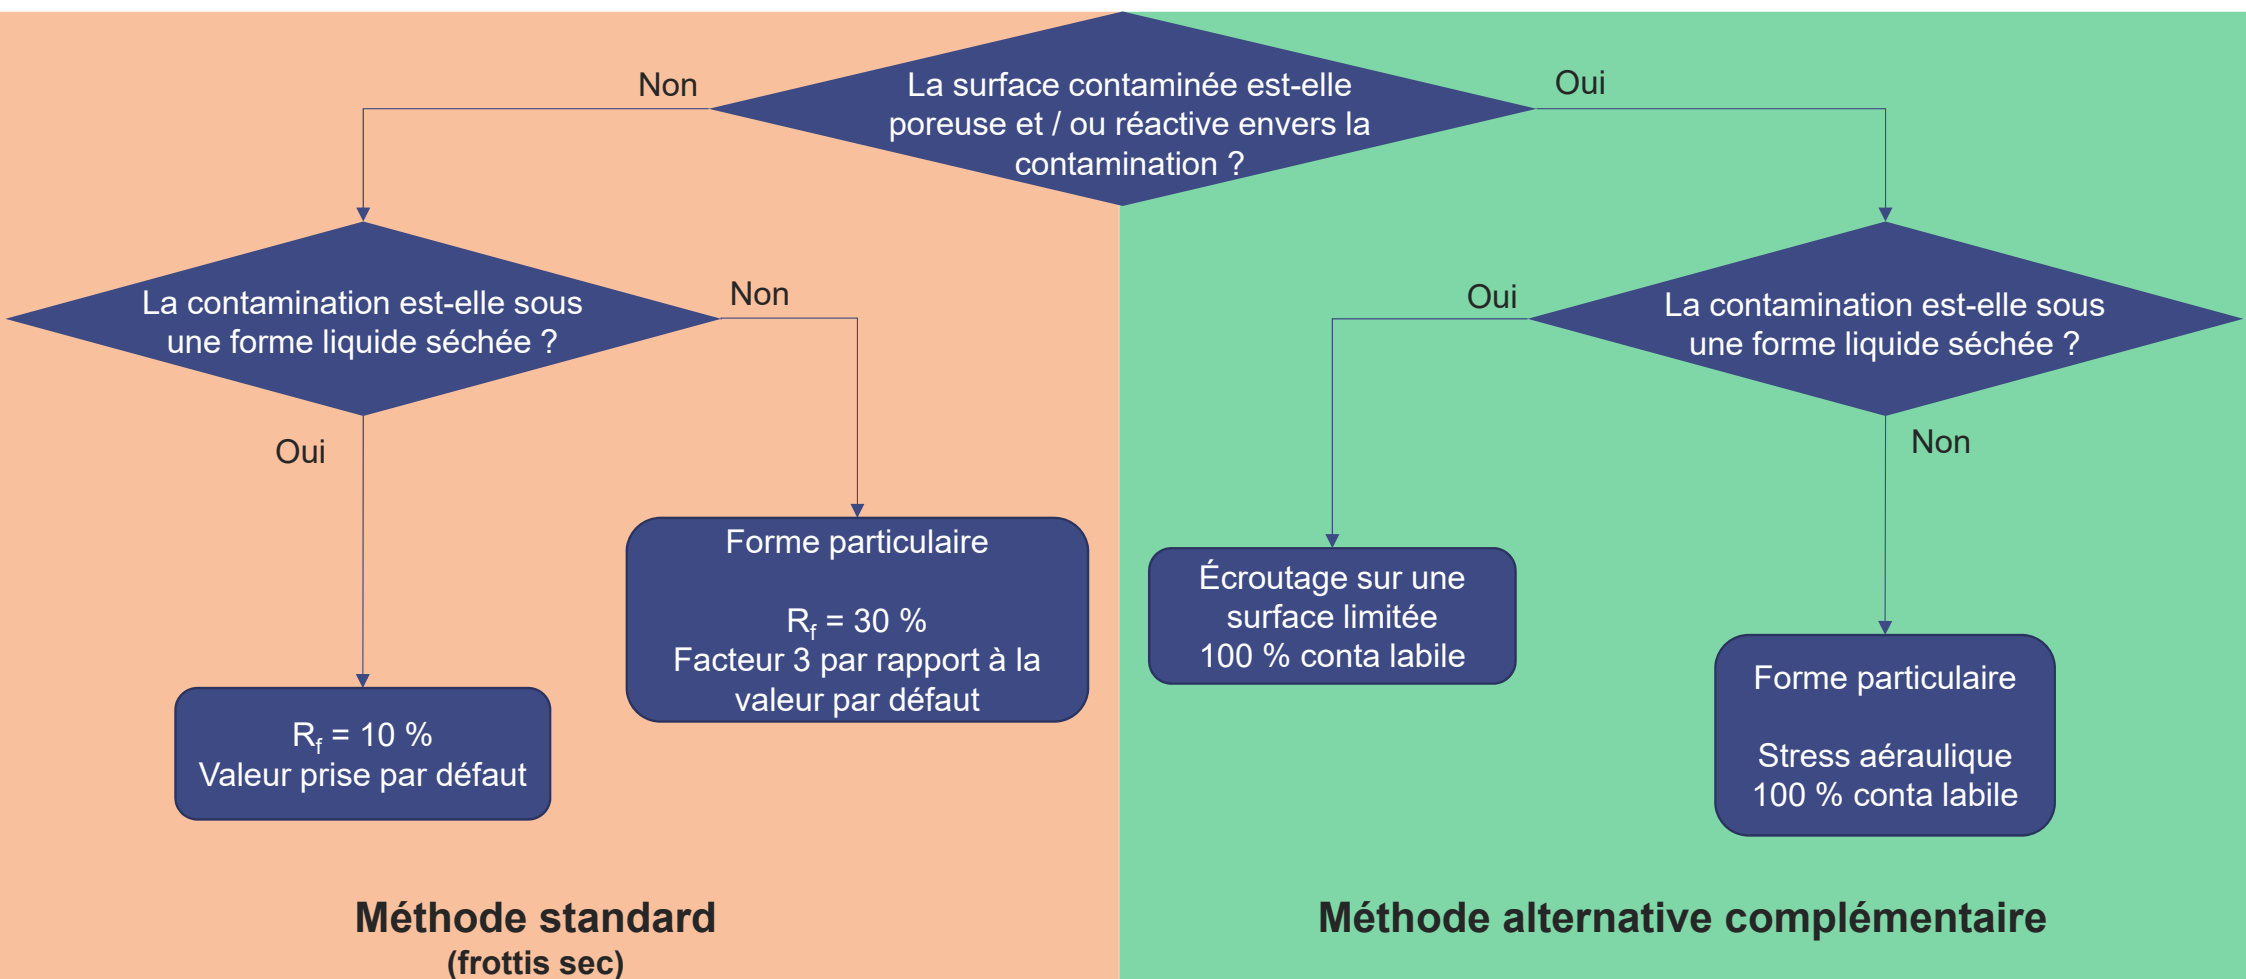 La surface contaminée est-elle
poreuse et / ou réactive envers la
contamination ?
Non
Oui
La contamination est-elle sous
une forme liquide séchée ?
Non
Oui
Forme particulaire
R_f = 30 %
Facteur 3 par rapport à la
valeur par défaut
R_f = 10 %
Valeur prise par défaut
Méthode standard
(frottis sec)
La contamination est-elle sous
une forme liquide séchée ?
Oui
Non
Écroutage sur une
surface limitée
100 % conta labile
Forme particulaire
Stress aéraulique
100 % conta labile
Méthode alternative complémentaire